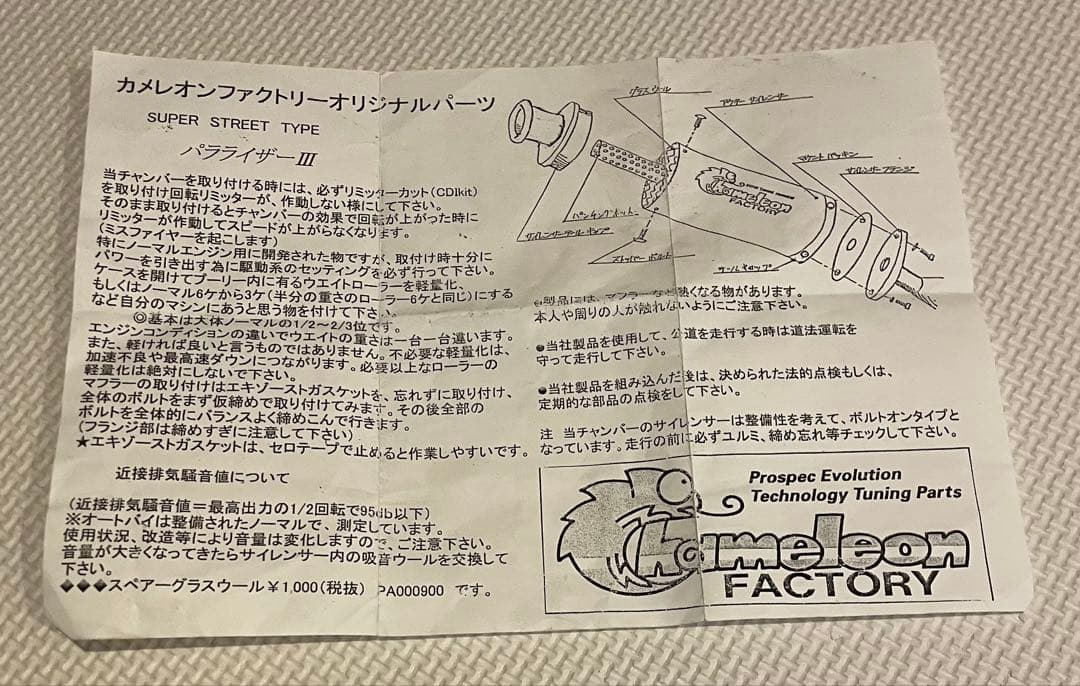 カメレオンファクトリーオリジナルパーツ
SUPER STREET TYPE
パラライザーⅢ
当チャンバーを取り付ける時には、必ずリミッターカット(CDIkit)
を取り付け回転リミッターが、作動しない様にして下さい。
そのまま取り付けるとチャンバーの効果で回転が上がった時に
リミッターが作動してスピードが上がらなくなります。
(ミスファイヤーを起こします)
特にノーマルエンジン用に開発された物ですが、取付け時十分に
パワーを引き出す為に駆動系のセッティングを必ず行って下さい。
ケースを開けてプーリー内に有るウエイトローラーを軽量化、
もしくはノーマル6ケから3ケ(半分の重さのローラー6ケと同じ)にする
など自分のマシンにあうと思う物を付けて下さい。
◎基本は大体ノーマルの1/2~2/3位です。
エンジンコンディションの違いでウエイトの重さは一台一台違います。
また、軽ければ良いと言うものではありません。不必要な軽量化は、
加速不良や最高速ダウンにつながります。必要以上なローラーの
軽量化は絶対にしないで下さい。
マフラーの取り付けはエキゾーストガスケットを、忘れずに取り付け、
全体のボルトをまず仮締めで取り付けてみます。その後全部の
ボルトを全体的にバランスよく締めこんで行きます。
(フランジ部は締めすぎに注意して下さい)
★エキゾーストガスケットは、セロテープで止めると作業しやすいです。
近接排気騒音値について
(近接排気騒音値=最高出力の1/2回転で95db以下)
※オートバイは整備されたノーマルで、測定しています。
使用状況、改造等により音量は変化しますので、ご注意下さい。
音量が大きくなってきたらサイレンサー内の吸音ウールを交換して
下さい。
◆◆◆スペアーグラスウール¥1,000(税抜) PA000900 です。
グラスウール
アウターサイレンサー
マウントパッキン
サイレンサーフランジ
パンチングメット
サイレンサーテールキャップ
ストッパーボルト
Chameleon
FACTORY
●製品には、マフラーなど熱くなる物があります。
本人や周りの人が触れないようにご注意下さい。
●当社製品を使用して、公道を走行する時は道法運転を
守って走行して下さい。
●当社製品を組み込んだ後は、決められた法的点検もしくは、
定期的な部品の点検をして下さい。
注 当チャンバーのサイレンサーは整備性を考えて、ボルトオンタイプと
なっています。走行の前に必ずユルミ、締め忘れ等チェックして下さい。
Prospec Evolution
Technology Tuning Parts
Chameleon
FACTORY